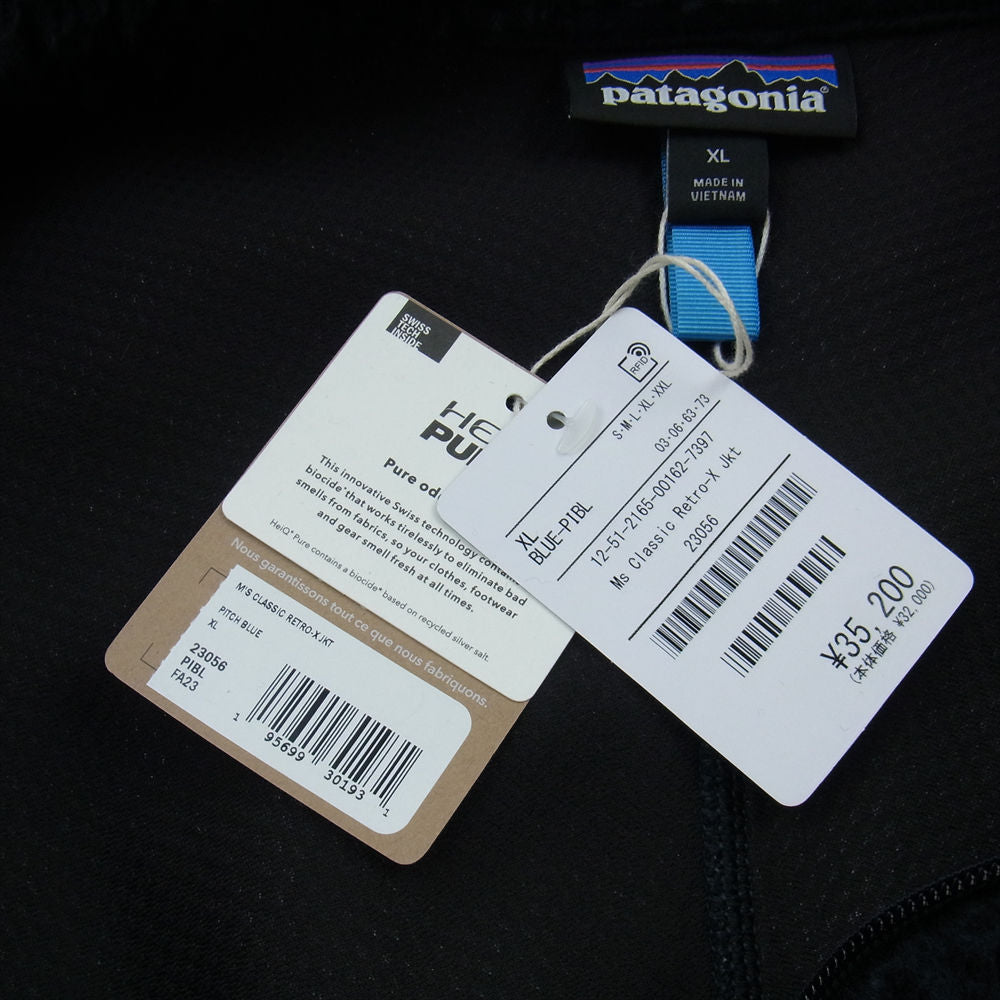 patagonia®
XL
MADE IN
VIETNAM
SWISS
TECH
INSIDE
Pure
This innovative Swiss technology
biocide* that works tirelessly to eliminate bad
smells from fabrics, so your clothes, footwear
and gear smell fresh at all times.
HeiQ® Pure contains a biocide* based on recycled silver salt.
Nous garantissons tout ce que nous fabriquons.
M'S CLASSIC RETRO-X JKT
PITCH BLUE
XL
23056
PIBL
FA23
1 95699 30193 1
RFID
S・M・L・XL・XXL
03-06-63-73
XL
BLUE-PIBL
12-51-2165-00162-7397
Ms Classic Retro-X Jkt
23056
¥35,200
(本体価格 ¥32,000)